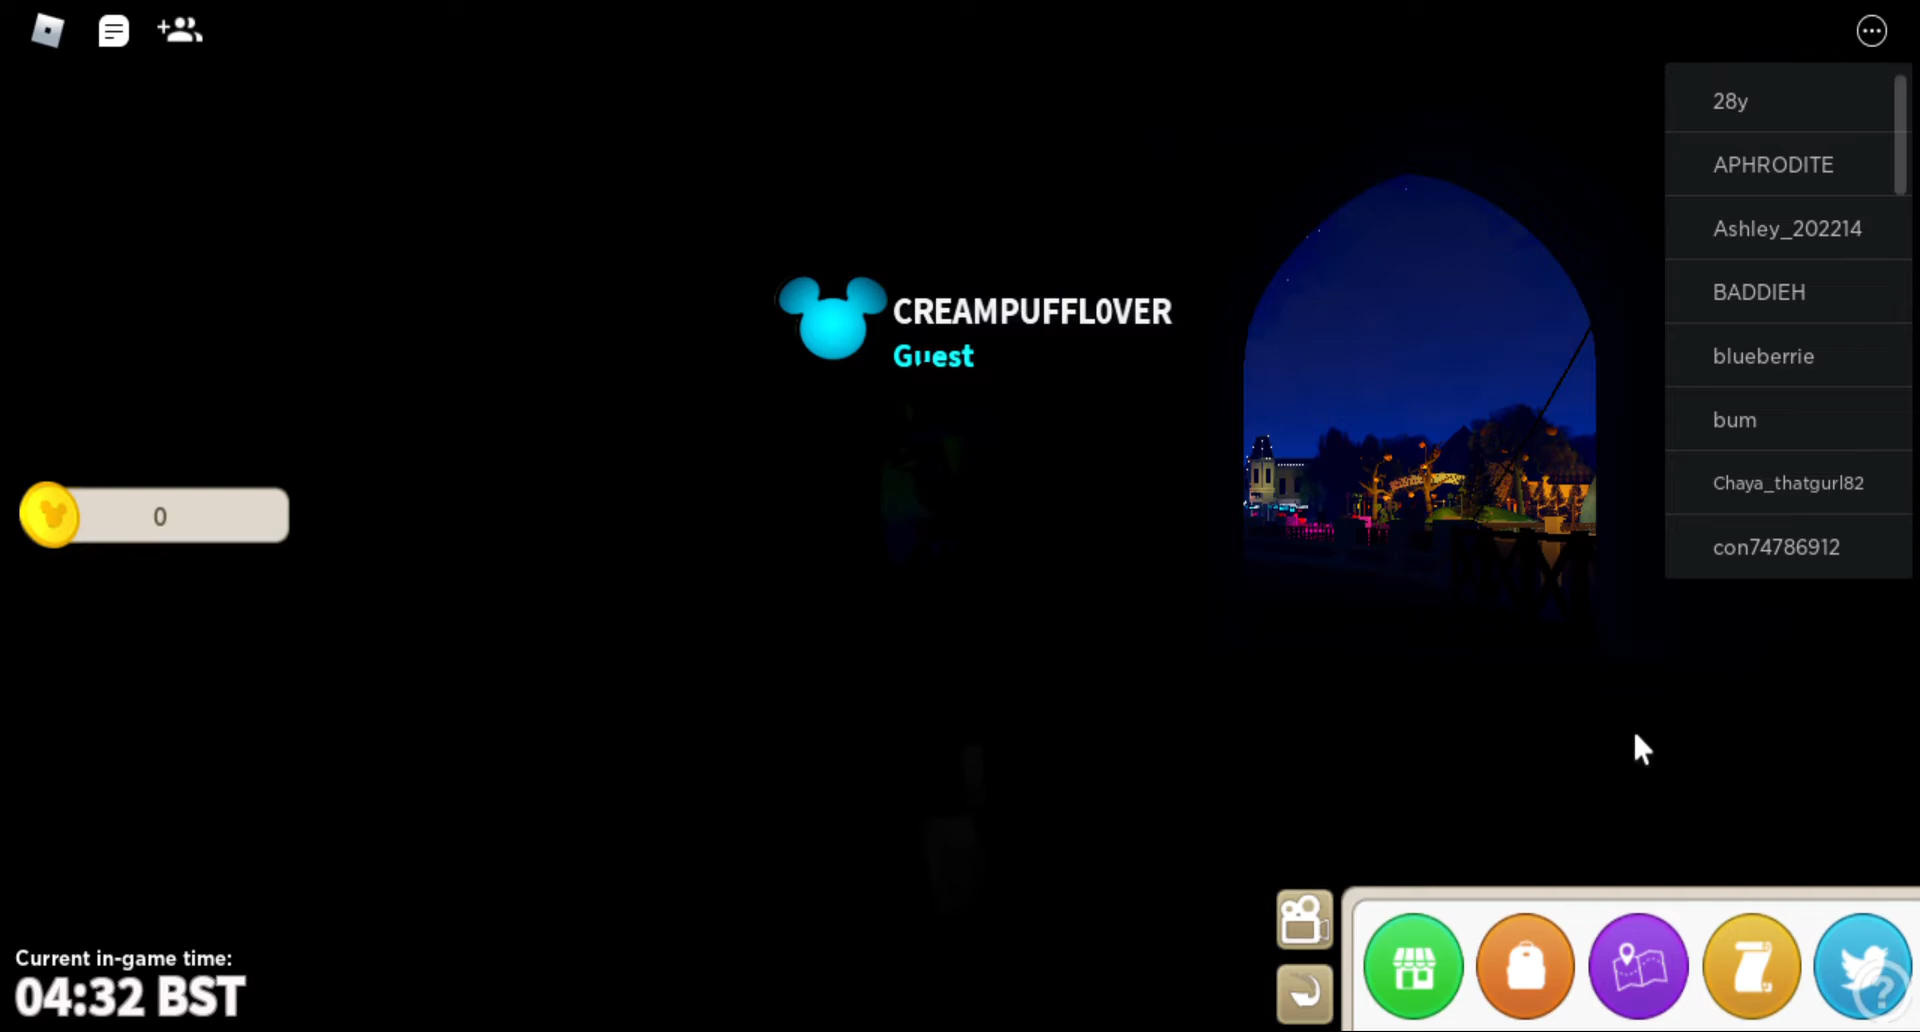 28y
APHRODITE
Ashley_202214
BADDIEH
blueberrie
bum
Chaya_thatgurl82
con74786912
CREAMPUFFL0VER
Guest
0
Current in-game time:
04:32 BST
?